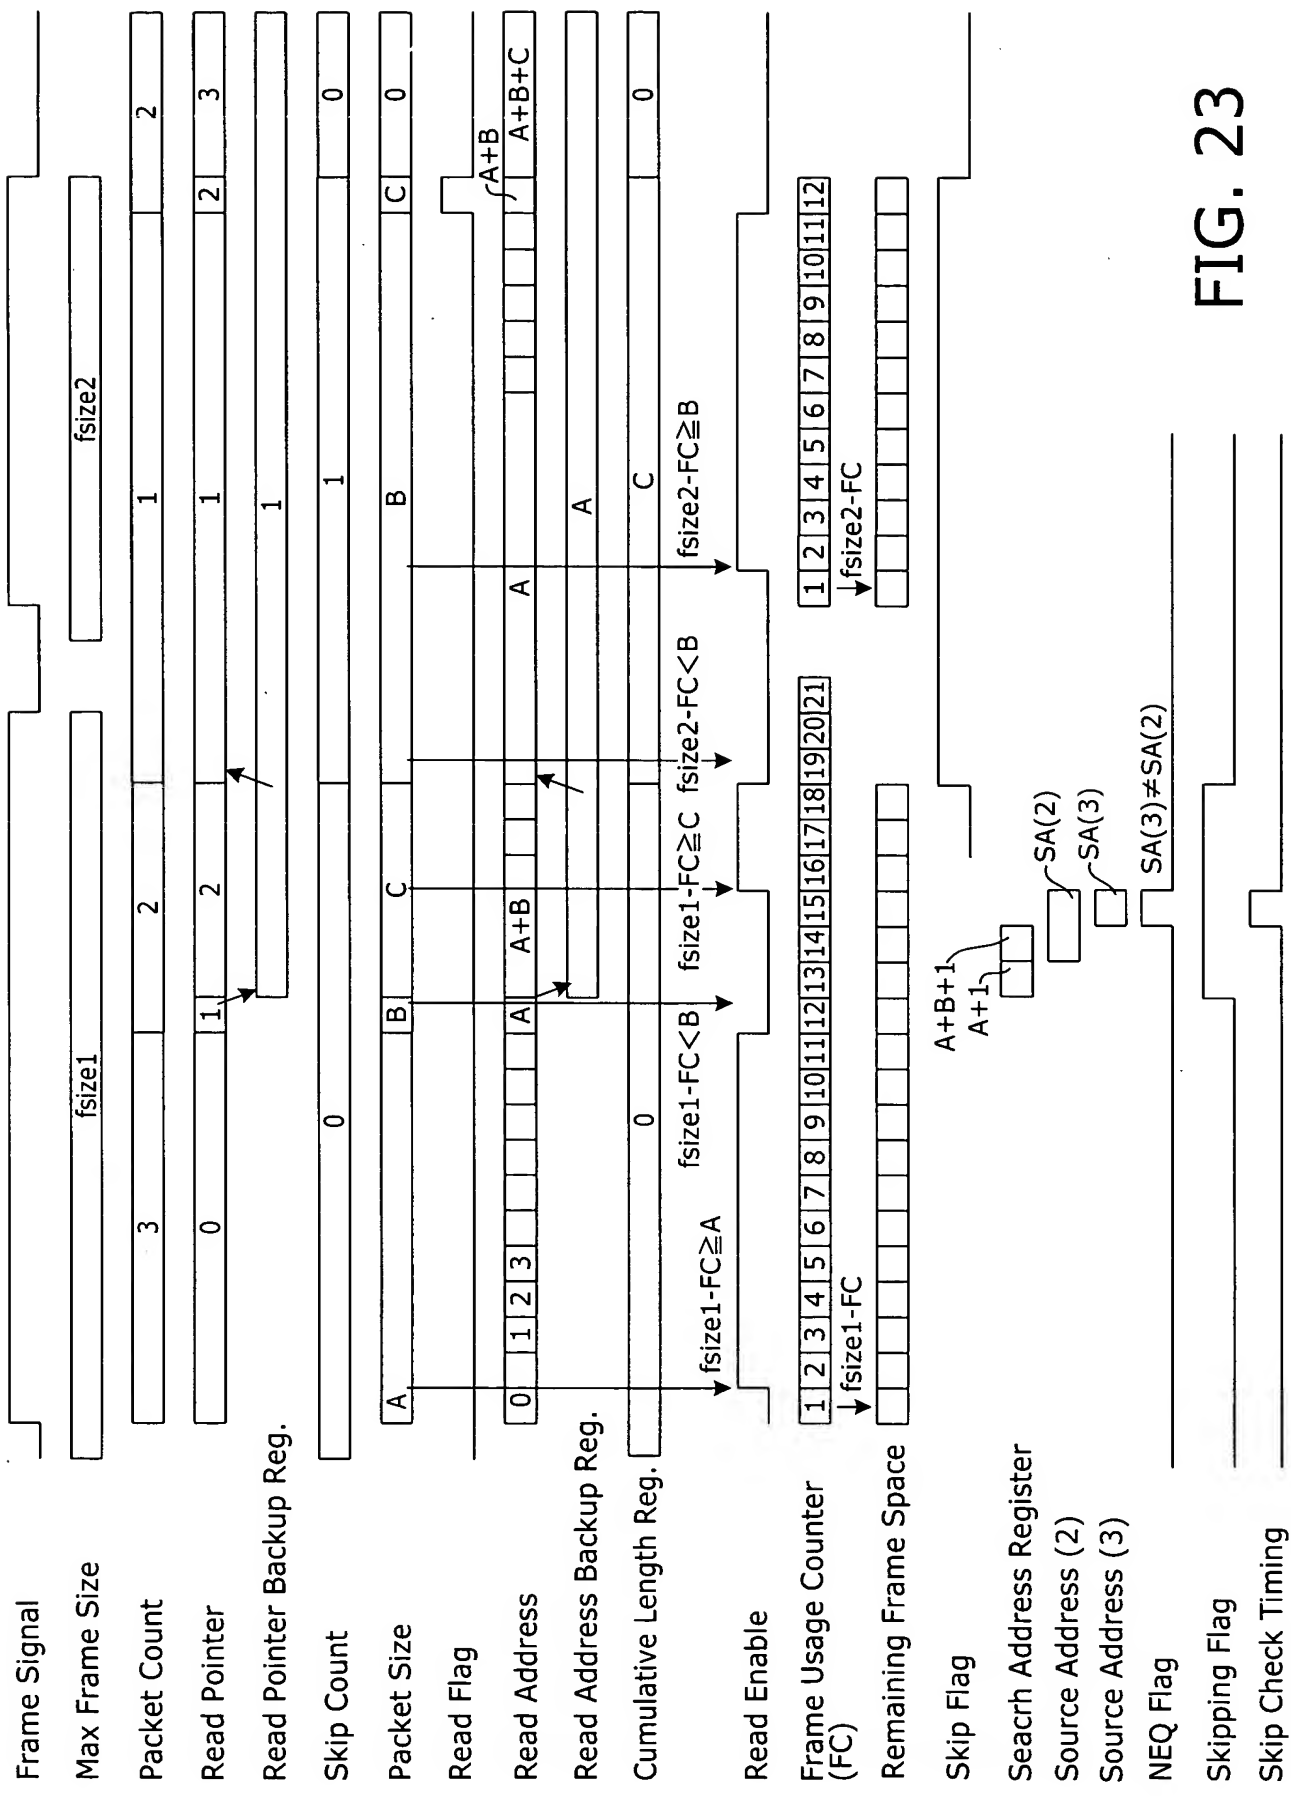 Frame Signal
Max Frame Size fsize1 fsize2
Packet Count 3 2 1 2
Read Pointer 0 1 2 1 2 3
Read Pointer Backup Reg. 1
Skip Count 0 1 0
Packet Size A B C B C 0
Read Flag
A+B
Read Address 0 1 2 3 A A+B A A+B+C
Read Address Backup Reg. A
Cumulative Length Reg. 0 C 0
fsize1-FC≧A fsize1-FC<B fsize1-FC≧C fsize2-FC<B fsize2-FC≧B
Read Enable
Frame Usage Counter 1 2 3 4 5 6 7 8 9 10 11 12 13 14 15 16 17 18 19 20 21 1 2 3 4 5 6 7 8 9 10 11 12
(FC) fsize1-FC fsize2-FC
Remaining Frame Space
Skip Flag
A+B+1
A+1
Seacrh Address Register
Source Address (2) SA(2)
Source Address (3) SA(3)
NEQ Flag SA(3)≠SA(2)
Skipping Flag
Skip Check Timing
FIG. 23